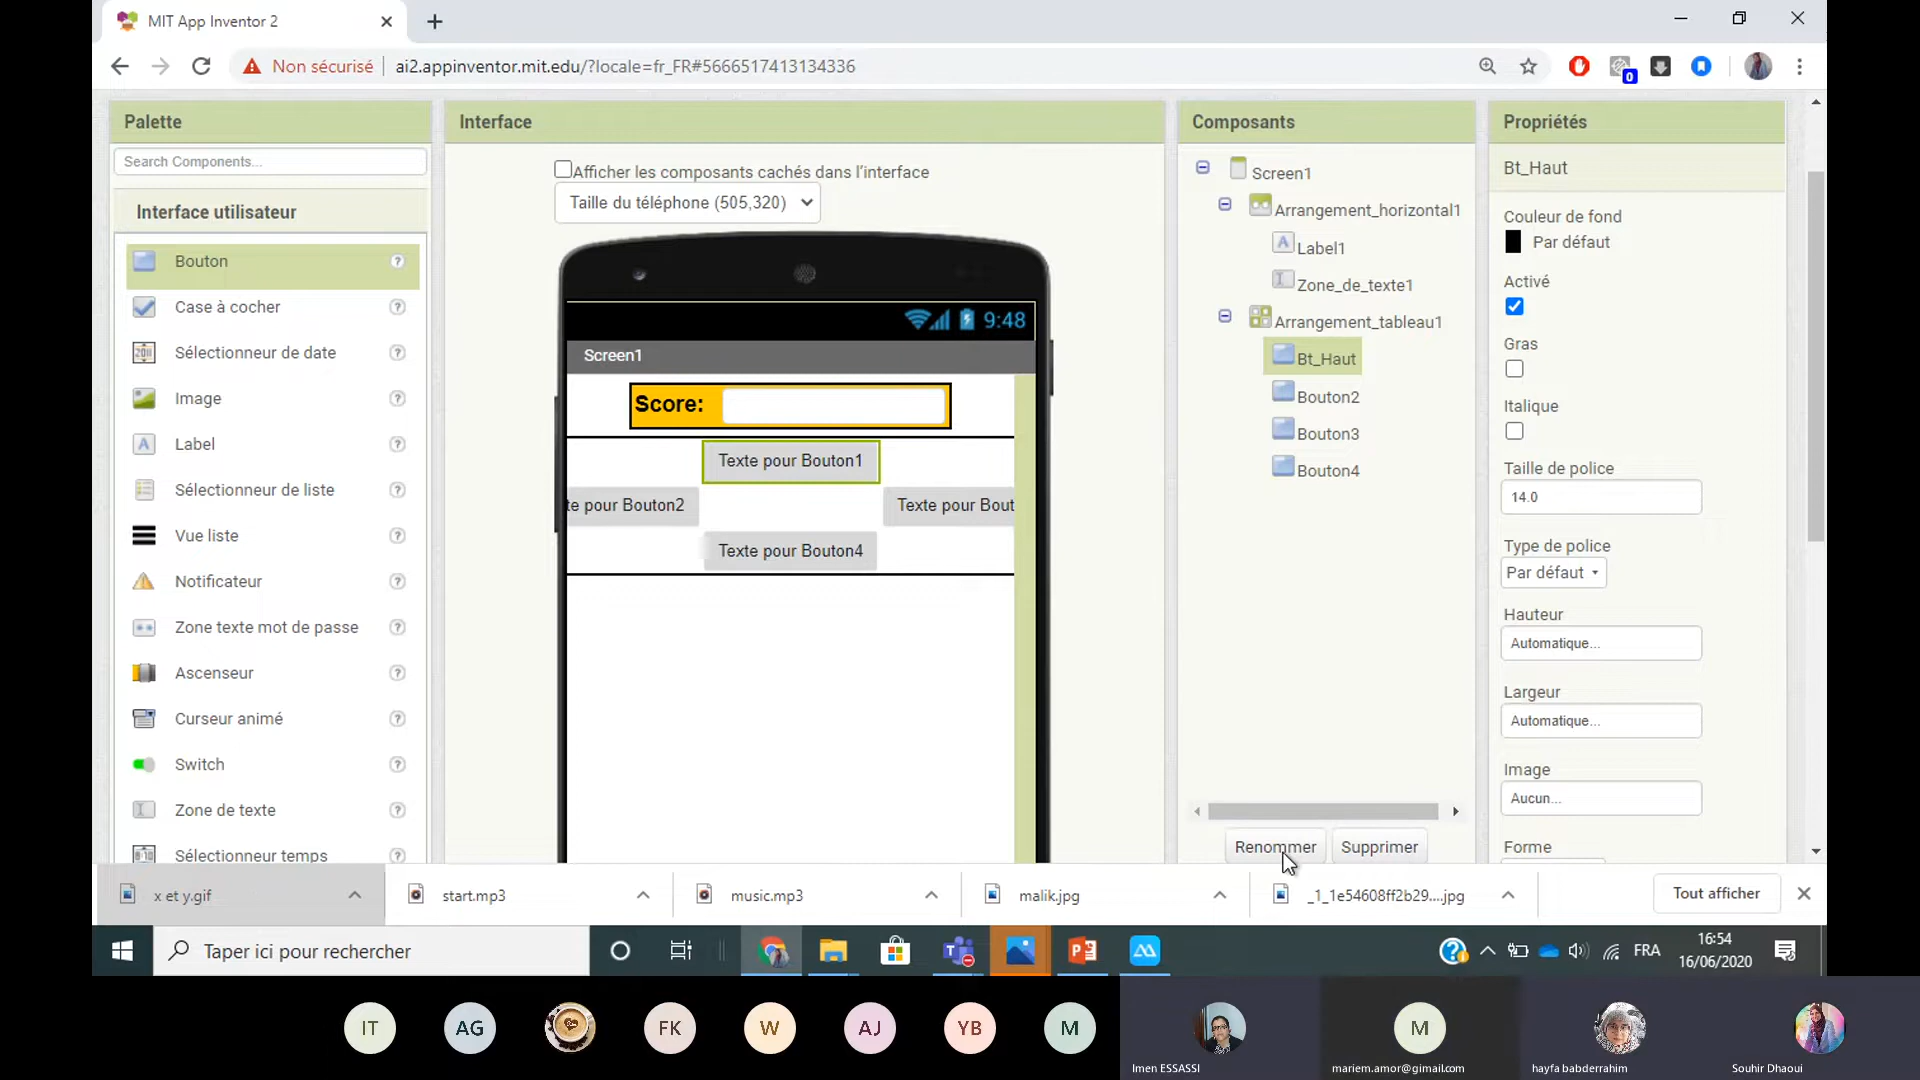 MIT App Inventor 2
Non sécurisé
ai2.appinventor.mit.edu/?locale=fr_FR#5666517413134336
0
Palette
Search Components...
Interface utilisateur
Bouton
Case à cocher
Sélectionneur de date
Image
Label
Sélectionneur de liste
Vue liste
Notificateur
Zone texte mot de passe
Ascenseur
Curseur animé
Switch
Zone de texte
Sélectionneur temps
Interface
Afficher les composants cachés dans l'interface
Taille du téléphone (505,320)
9:48
Screen1
Score:
Texte pour Bouton1
te pour Bouton2
Texte pour Bout
Texte pour Bouton4
Composants
Screen1
Arrangement_horizontal1
Label1
Zone_de_texte1
Arrangement_tableau1
Bt_Haut
Bouton2
Bouton3
Bouton4
Renommer
Supprimer
Propriétés
Bt_Haut
Couleur de fond
Par défaut
Activé
Gras
Italique
Taille de police
14.0
Type de police
Par défaut
Hauteur
Automatique...
Largeur
Automatique...
Image
Aucun...
Forme
x et y.gif
start.mp3
music.mp3
malik.jpg
_1_1e54608ff2b29....jpg
Tout afficher
Taper ici pour rechercher
FRA
16:54
16/06/2020
IT
AG
FK
W
AJ
YB
M
M
Imen ESSASSI
mariem.amor@gimail.com
hayfa babderrahim
Souhir Dhaoui